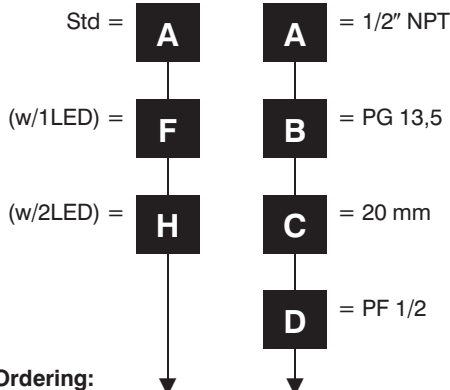 Std = A A = 1/2″ NPT
(w/1LED) = F B = PG 13,5
(w/2LED) = H C = 20 mm
D = PF 1/2
Ordering: